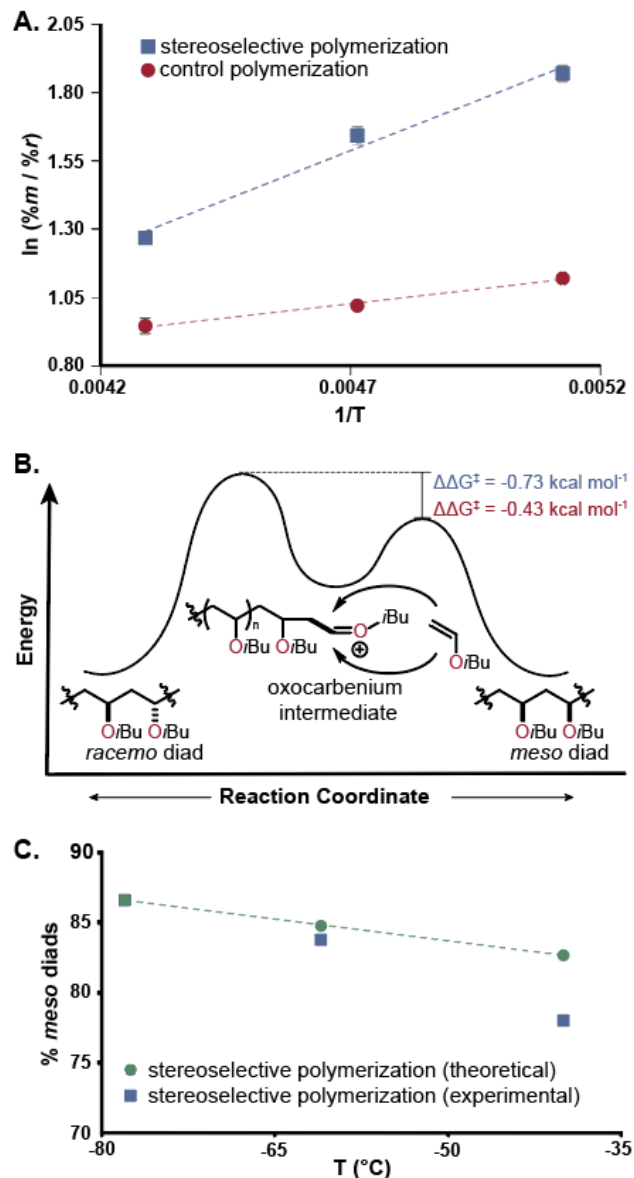 A.
stereoselective polymerization
control polymerization
ln (%m / %r)
2.05
1.80
1.55
1.30
1.05
0.80
0.0042
0.0047
0.0052
1/T
B.
Energy
ΔΔG‡ = -0.73 kcal mol-1
ΔΔG‡ = -0.43 kcal mol-1
n
O
iBu
⊕
OiBu
OiBu
OiBu
oxocarbenium
intermediate
OiBu
OiBu
racemo diad
OiBu
OiBu
meso diad
Reaction Coordinate
C.
% meso diads
90
85
80
75
70
stereoselective polymerization (theoretical)
stereoselective polymerization (experimental)
-80
-65
-50
-35
T (°C)